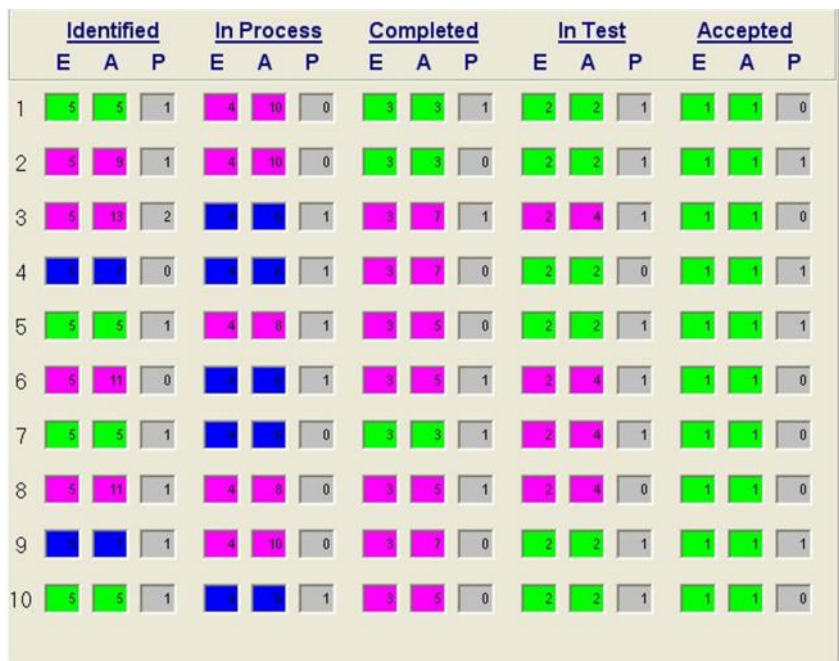 Identified In Process Completed In Test Accepted
E A P E A P E A P E A P E A P
1 5 5 1 4 10 0 3 3 1 2 2 1 1 1 0
2 5 9 1 4 10 0 3 3 0 2 2 1 1 1 1
3 5 13 2 1 3 7 1 2 4 1 1 1 0
4 0 1 3 7 0 2 2 0 1 1 1
5 5 5 1 4 8 1 3 5 0 2 2 1 1 1 1
6 5 11 0 1 3 5 1 2 4 1 1 1 0
7 5 5 1 0 3 3 1 2 4 1 1 1 0
8 5 11 1 4 8 0 3 5 1 2 4 0 1 1 0
9 1 4 10 0 3 7 0 2 2 1 1 1 1
10 5 5 1 1 3 5 0 2 2 1 1 1 0